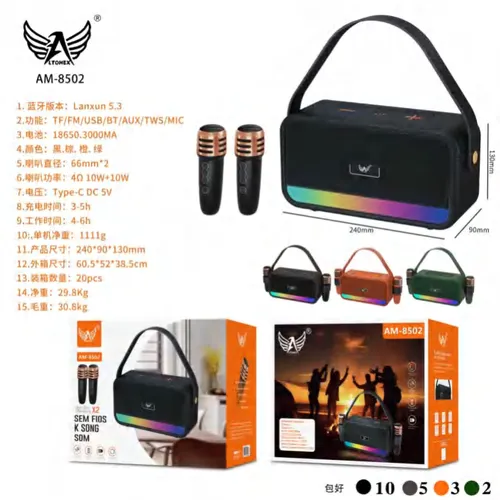 ALTOMEX
AM-8502
1. 蓝牙版本：Lanxun 5.3
2.功能：TF/FM/USB/BT/AUX/TWS/MIC
3.电池：18650.3000MA
4.颜色：黑.棕.橙.绿
5.喇叭直径：66mm*2
6.喇叭功率：4Ω 10W+10W
7.电压：Type-C DC 5V
8.充电时间：3-5h
9.工作时间：4-6h
10:.单机净重：1111g
11.产品尺寸：240*90*130mm
12.外箱尺寸：60.5*52*38.5cm
13.装箱数量：20pcs
14.净重：29.8Kg
15.毛重：30.8kg
130mm
240mm
90mm
AM-8502
X2
SEM FIOS
K SONG
SOM
AM-8502
包好
10
5
3
2